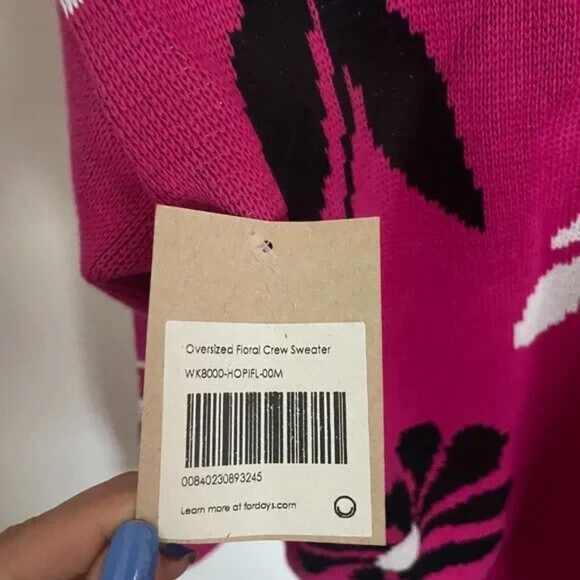 Oversized Floral Crew Sweater
WK8000-HOPIFL-00M
00840230893245
Learn more at fordays.com